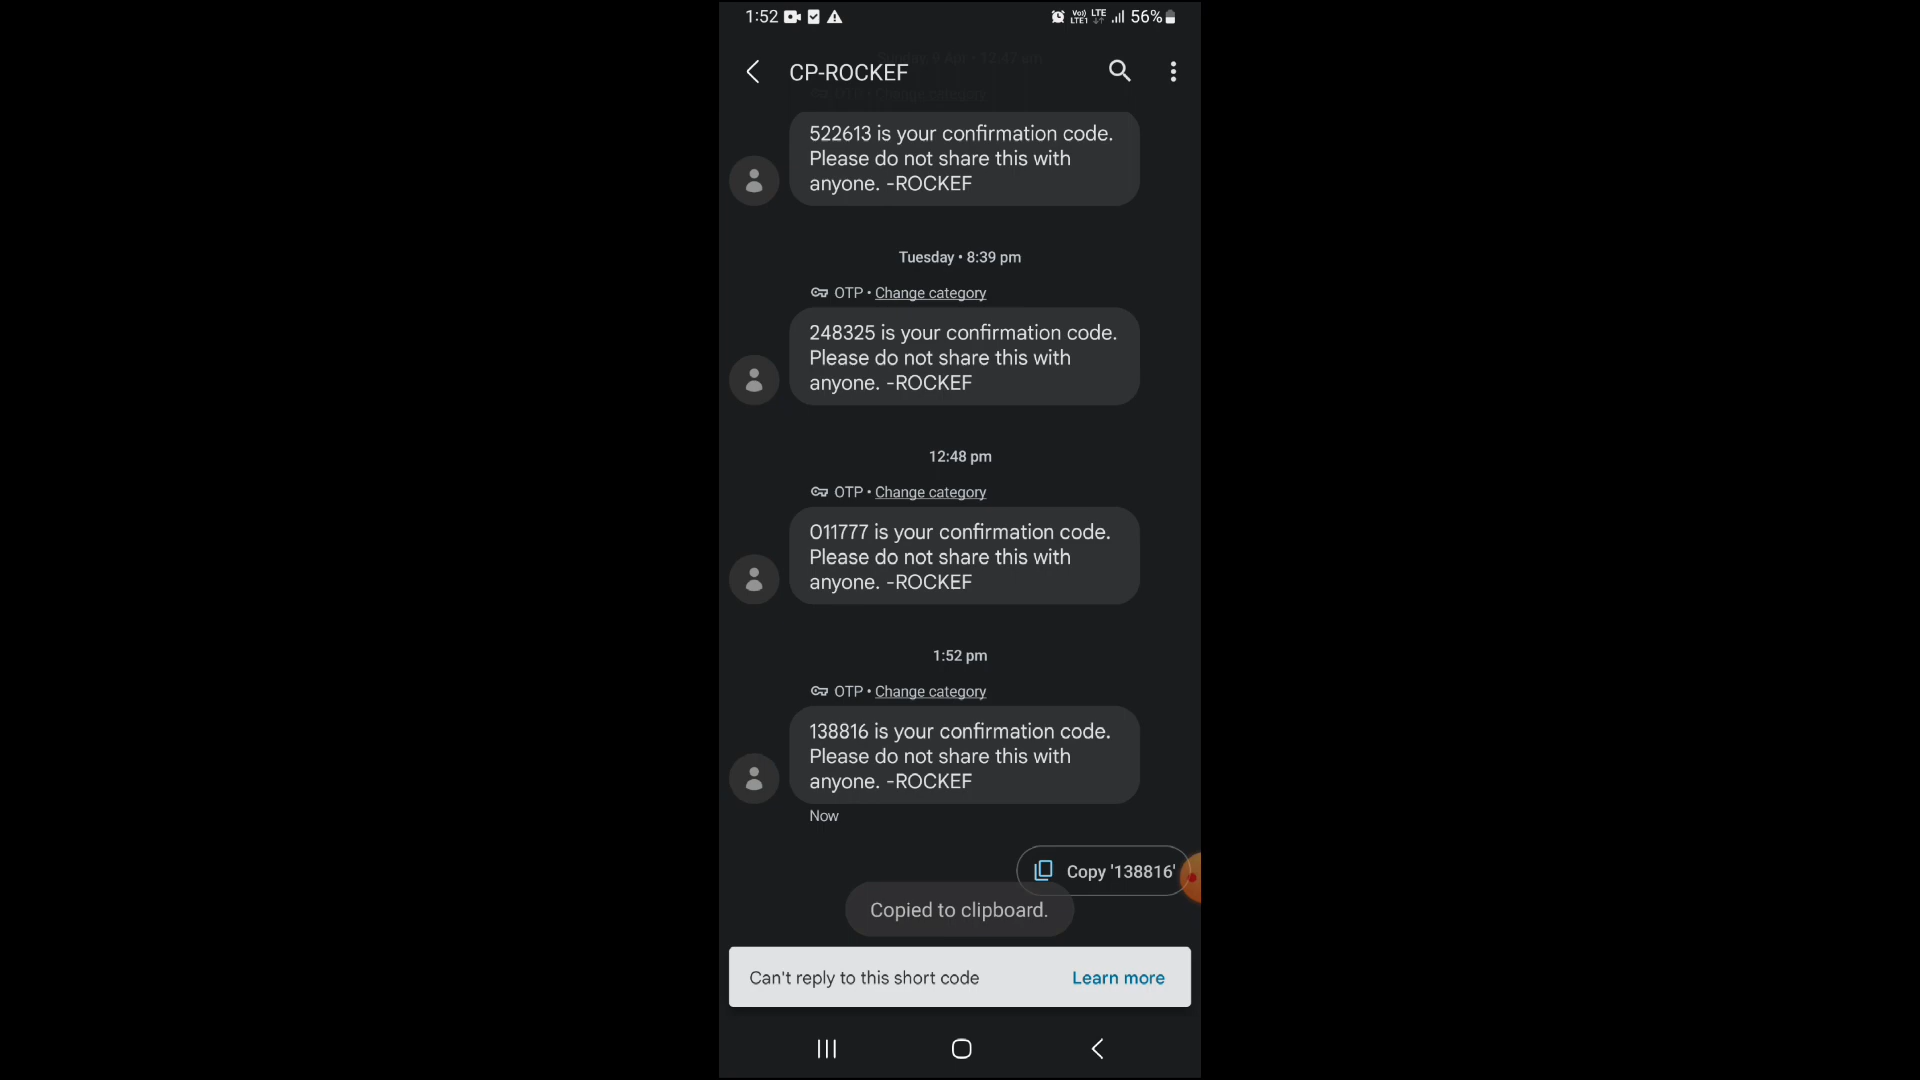 1:52 Vo)) LTE1 LTE 56%
CP-ROCKEF
522613 is your confirmation code.
Please do not share this with
anyone. -ROCKEF
Tuesday • 8:39 pm
OTP • Change category
248325 is your confirmation code.
Please do not share this with
anyone. -ROCKEF
12:48 pm
OTP • Change category
011777 is your confirmation code.
Please do not share this with
anyone. -ROCKEF
1:52 pm
OTP • Change category
138816 is your confirmation code.
Please do not share this with
anyone. -ROCKEF
Now
Copy '138816'
Copied to clipboard.
Can't reply to this short code Learn more